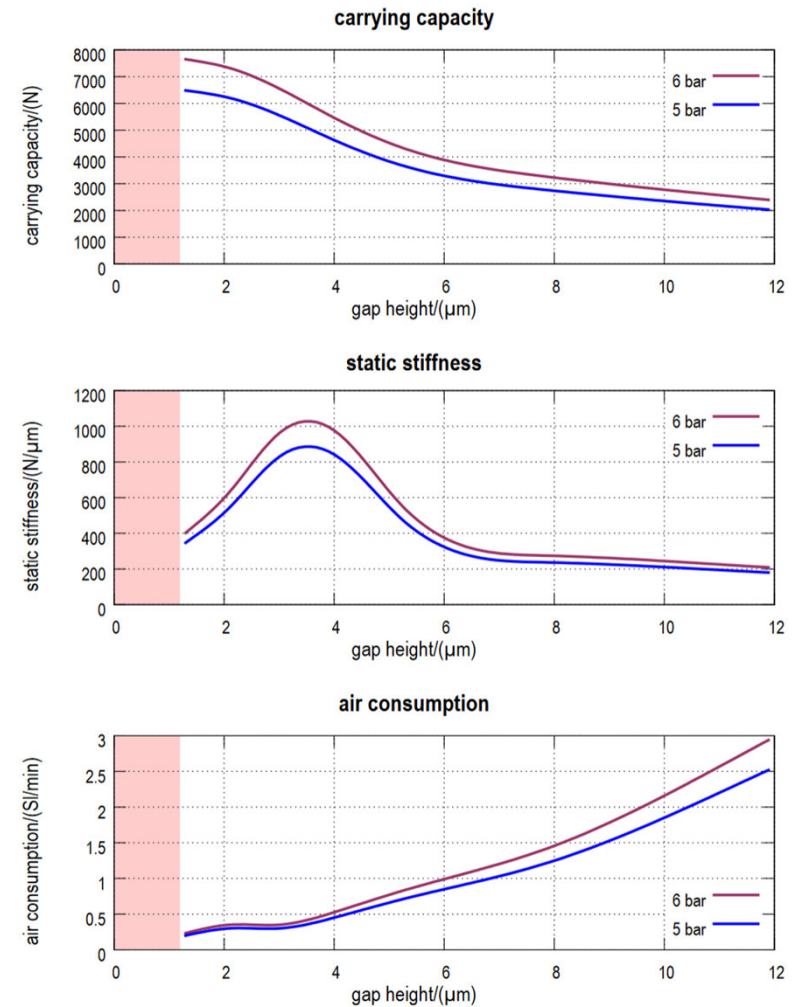 carrying capacity
8000
7000
6000
5000
4000
3000
2000
1000
0
carrying capacity/(N)
6 bar
5 bar
0 2 4 6 8 10 12
gap height/(µm)
static stiffness
1200
1000
800
600
400
200
0
static stiffness/(N/µm)
6 bar
5 bar
0 2 4 6 8 10 12
gap height/(µm)
air consumption
3
2.5
2
1.5
1
0.5
0
air consumption/(Sl/min)
6 bar
5 bar
0 2 4 6 8 10 12
gap height/(µm)